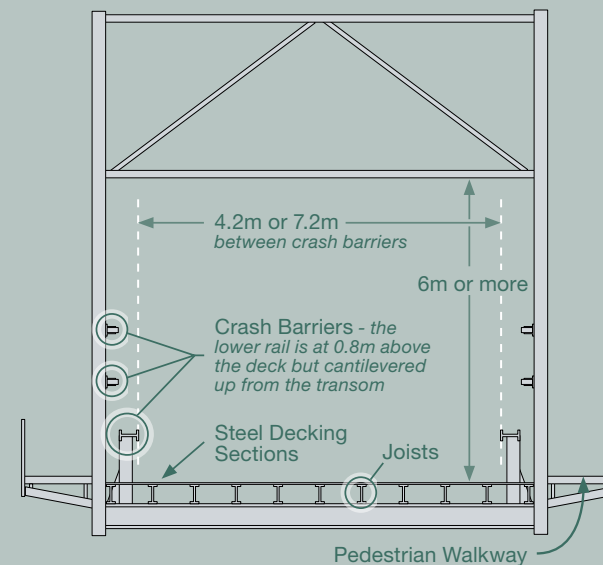 4.2m or 7.2m
between crash barriers
6m or more
Crash Barriers - the
lower rail is at 0.8m above
the deck but cantilevered
up from the transom
Steel Decking
Sections
Joists
Pedestrian Walkway